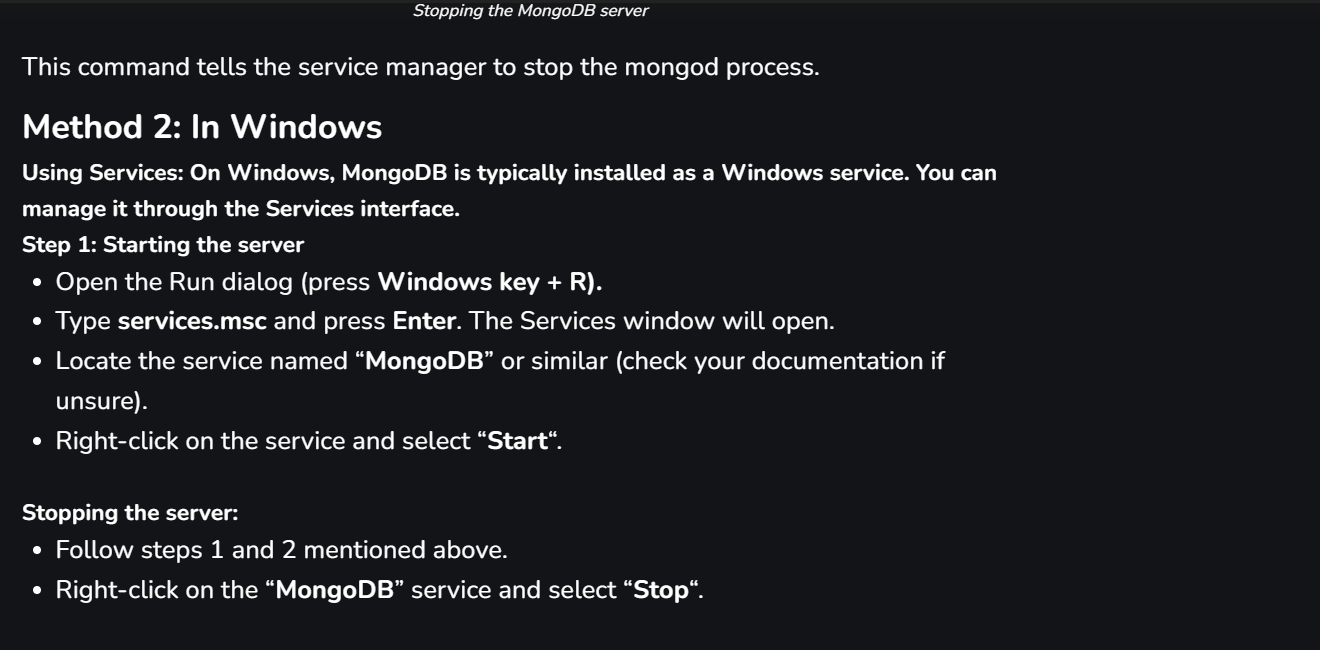 Stopping the MongoDB server
This command tells the service manager to stop the mongod process.
Method 2: In Windows
Using Services: On Windows, MongoDB is typically installed as a Windows service. You can
manage it through the Services interface.
Step 1: Starting the server
• Open the Run dialog (press Windows key + R).
• Type services.msc and press Enter. The Services window will open.
• Locate the service named “MongoDB” or similar (check your documentation if
unsure).
• Right-click on the service and select “Start“.
Stopping the server:
• Follow steps 1 and 2 mentioned above.
• Right-click on the “MongoDB” service and select “Stop“.